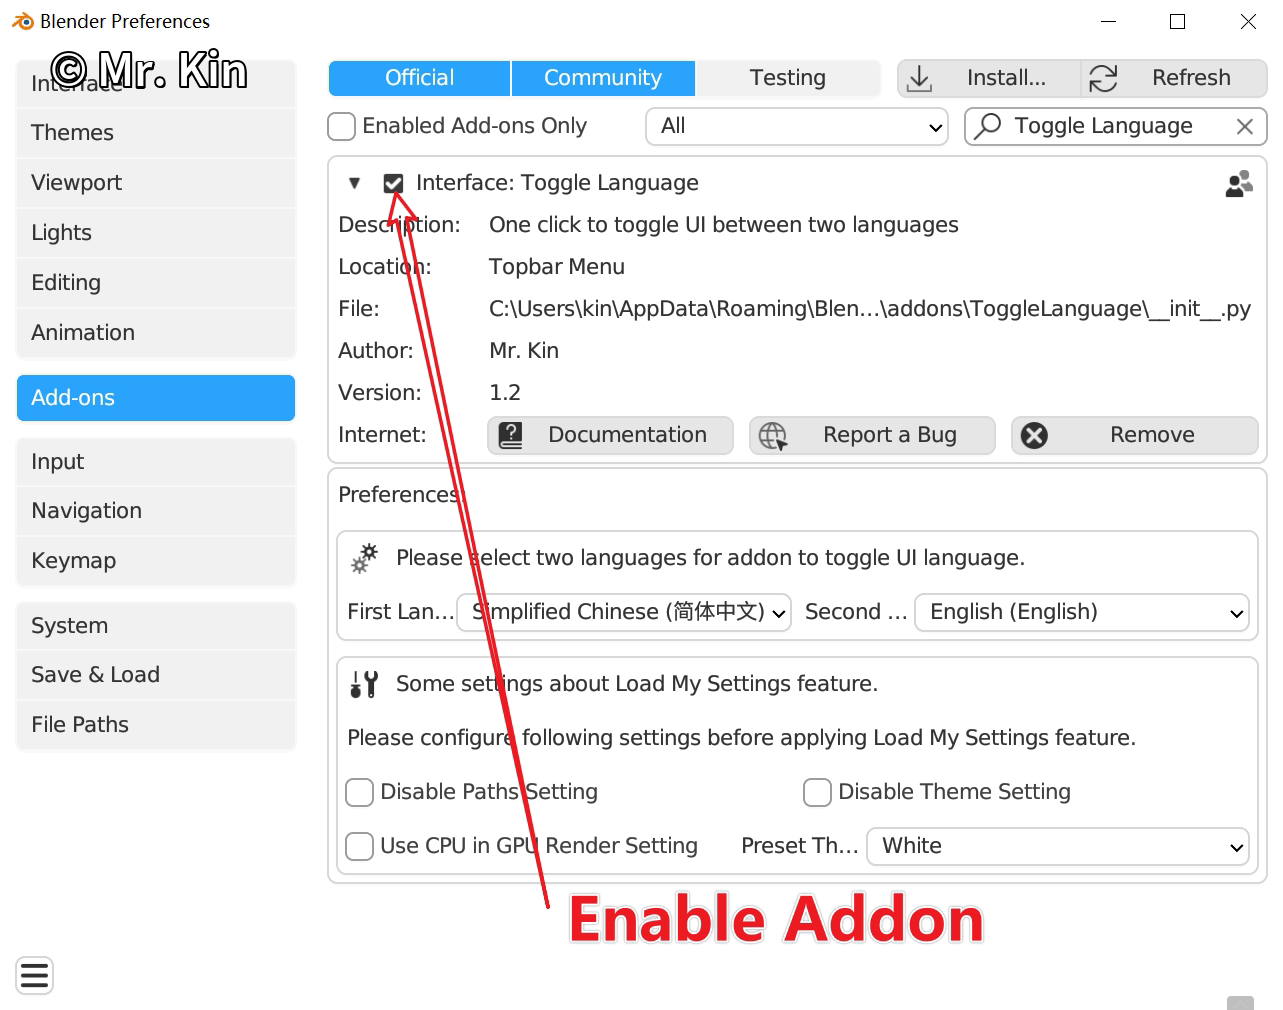 Blender Preferences
© Mr. Kin
Interface
Themes
Viewport
Lights
Editing
Animation
Add-ons
Input
Navigation
Keymap
System
Save & Load
File Paths
Official Community Testing Install... Refresh
Enabled Add-ons Only All Toggle Language
Interface: Toggle Language
Description: One click to toggle UI between two languages
Location: Topbar Menu
File: C:\Users\kin\AppData\Roaming\Blen...\addons\ToggleLanguage\__init__.py
Author: Mr. Kin
Version: 1.2
Internet: Documentation Report a Bug Remove
Preferences:
Please select two languages for addon to toggle UI language.
First Lan... Simplified Chinese (简体中文) Second ... English (English)
Some settings about Load My Settings feature.
Please configure following settings before applying Load My Settings feature.
Disable Paths Setting Disable Theme Setting
Use CPU in GPU Render Setting Preset Th... White
Enable Addon